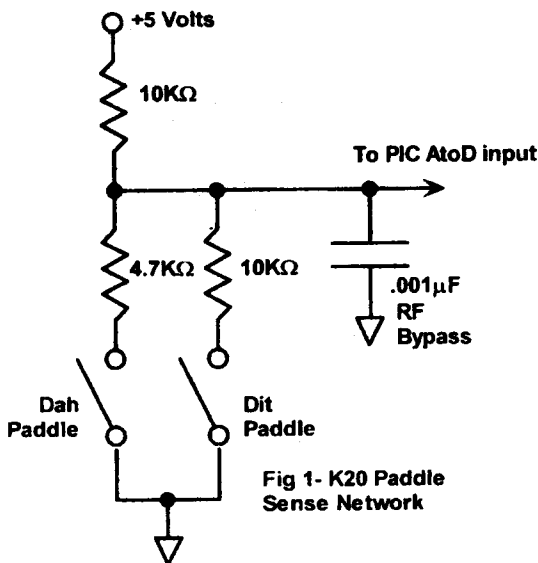 +5 Volts
10KΩ
To PIC AtoD input
4.7KΩ
10KΩ
.001µF
RF
Bypass
Dah
Paddle
Dit
Paddle
Fig 1- K20 Paddle
Sense Network